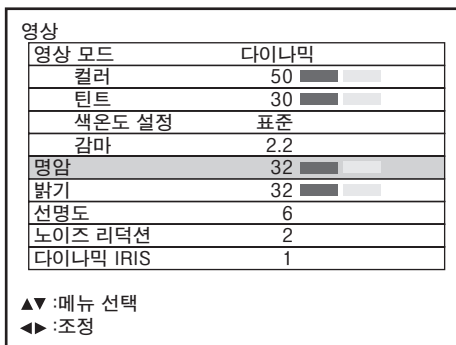 영상
영상 모드 다이나믹
컬러 50
틴트 30
색온도 설정 표준
감마 2.2
명암 32
밝기 32
선명도 6
노이즈 리덕션 2
다이나믹 IRIS 1
▲▼ :메뉴 선택
◀▶ :조정